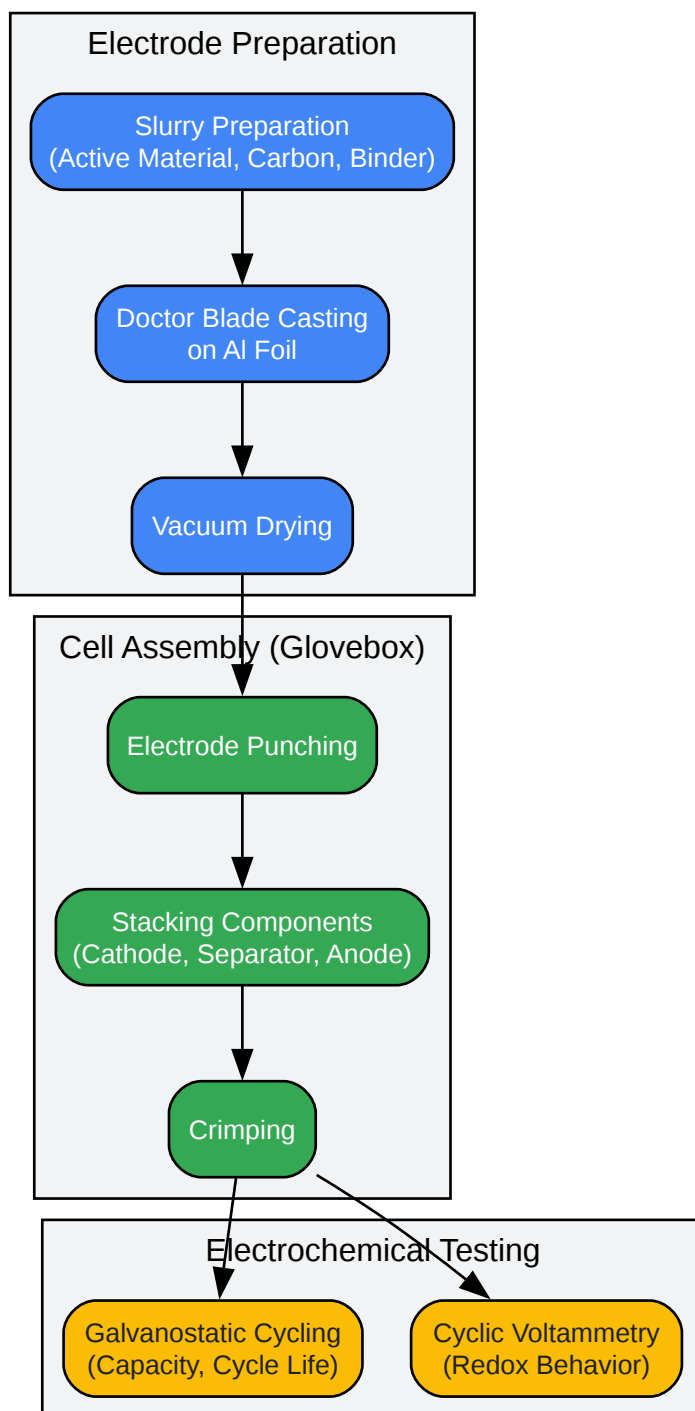 Electrode Preparation
Slurry Preparation
(Active Material, Carbon, Binder)
Doctor Blade Casting
on Al Foil
Vacuum Drying
Cell Assembly (Glovebox)
Electrode Punching
Stacking Components
(Cathode, Separator, Anode)
Crimping
Electrochemical Testing
Galvanostatic Cycling
(Capacity, Cycle Life)
Cyclic Voltammetry
(Redox Behavior)